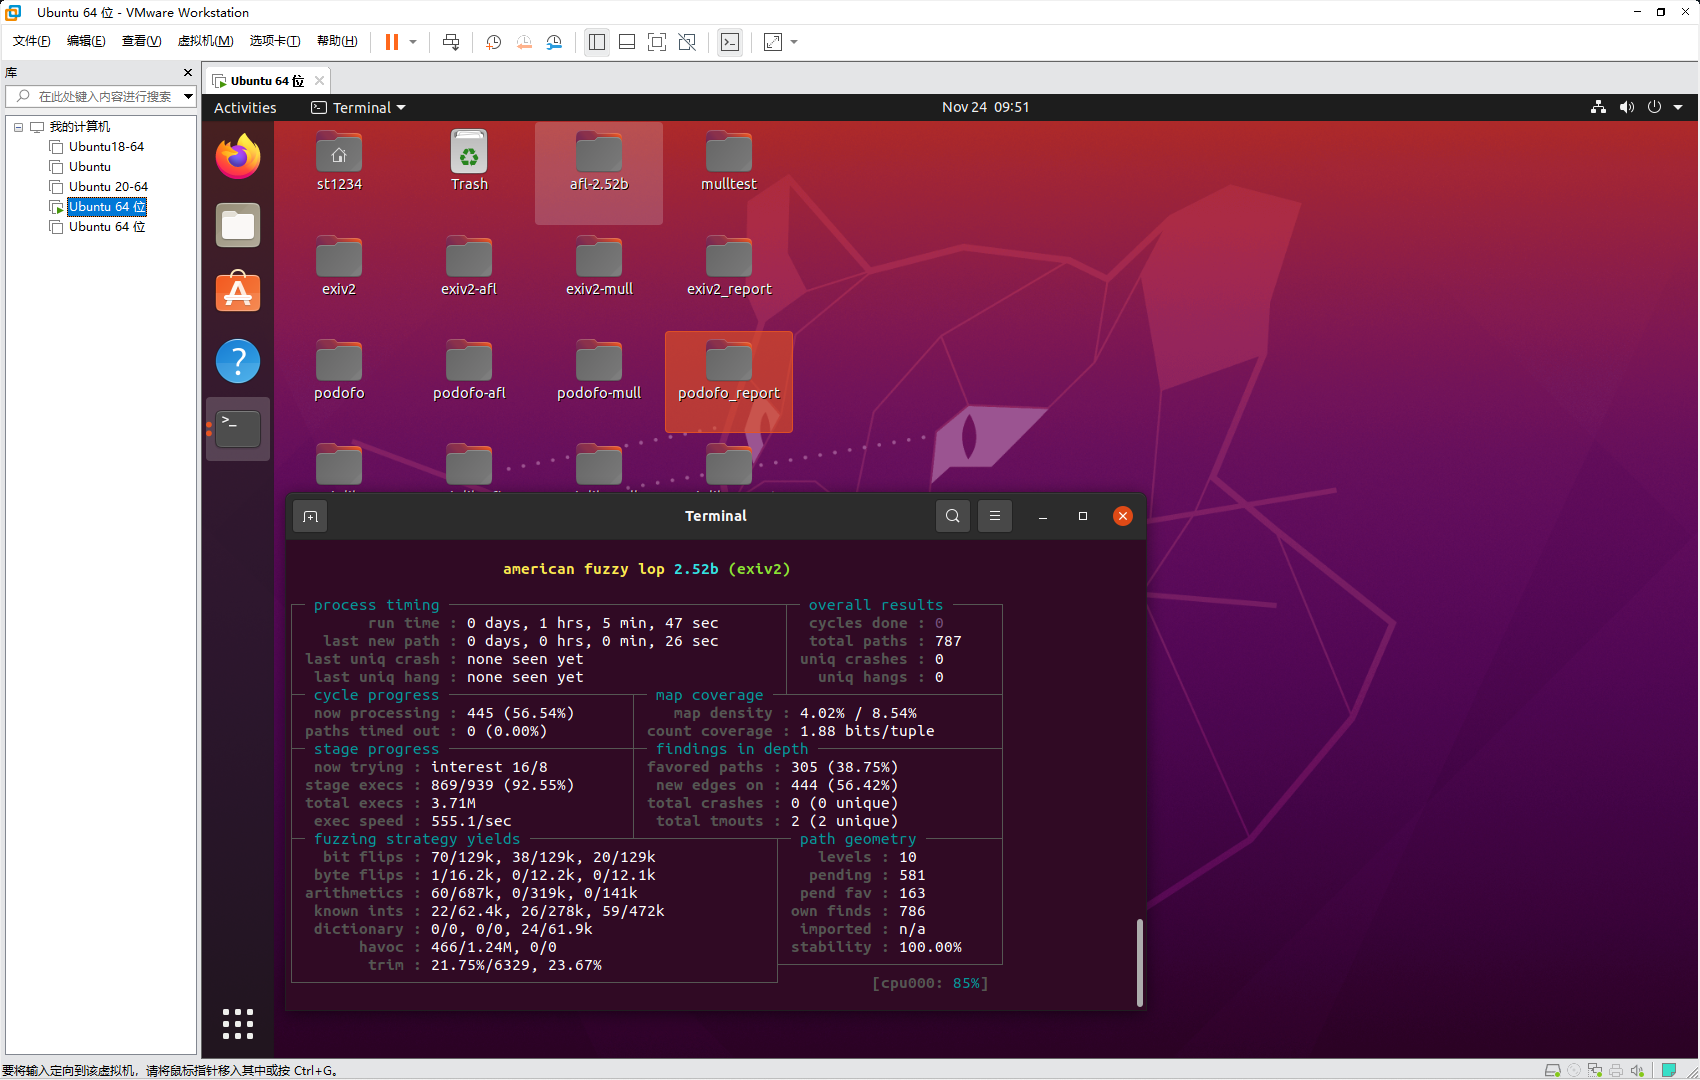 Ubuntu 64 位 - VMware Workstation
文件(F) 编辑(E) 查看(V) 虚拟机(M) 选项卡(T) 帮助(H)
库
在此处键入内容进行搜索
我的计算机
Ubuntu18-64
Ubuntu
Ubuntu 20-64
Ubuntu 64 位
Ubuntu 64 位
Ubuntu 64 位
Activities Terminal Nov 24 09:51
st1234 Trash afl-2.52b mulltest
exiv2 exiv2-afl exiv2-mull exiv2_report
podofo podofo-afl podofo-mull podofo_report
Terminal
american fuzzy lop 2.52b (exiv2)
process timing overall results
run time : 0 days, 1 hrs, 5 min, 47 sec cycles done : 0
last new path : 0 days, 0 hrs, 0 min, 26 sec total paths : 787
last uniq crash : none seen yet uniq crashes : 0
last uniq hang : none seen yet uniq hangs : 0
cycle progress map coverage
now processing : 445 (56.54%) map density : 4.02% / 8.54%
paths timed out : 0 (0.00%) count coverage : 1.88 bits/tuple
stage progress findings in depth
now trying : interest 16/8 favored paths : 305 (38.75%)
stage execs : 869/939 (92.55%) new edges on : 444 (56.42%)
total execs : 3.71M total crashes : 0 (0 unique)
exec speed : 555.1/sec total tmouts : 2 (2 unique)
fuzzing strategy yields path geometry
bit flips : 70/129k, 38/129k, 20/129k levels : 10
byte flips : 1/16.2k, 0/12.2k, 0/12.1k pending : 581
arithmetics : 60/687k, 0/319k, 0/141k pend fav : 163
known ints : 22/62.4k, 26/278k, 59/472k own finds : 786
dictionary : 0/0, 0/0, 24/61.9k imported : n/a
havoc : 466/1.24M, 0/0 stability : 100.00%
trim : 21.75%/6329, 23.67%
[cpu000: 85%]
要将输入定向到该虚拟机，请将鼠标指针移入其中或按 Ctrl+G。